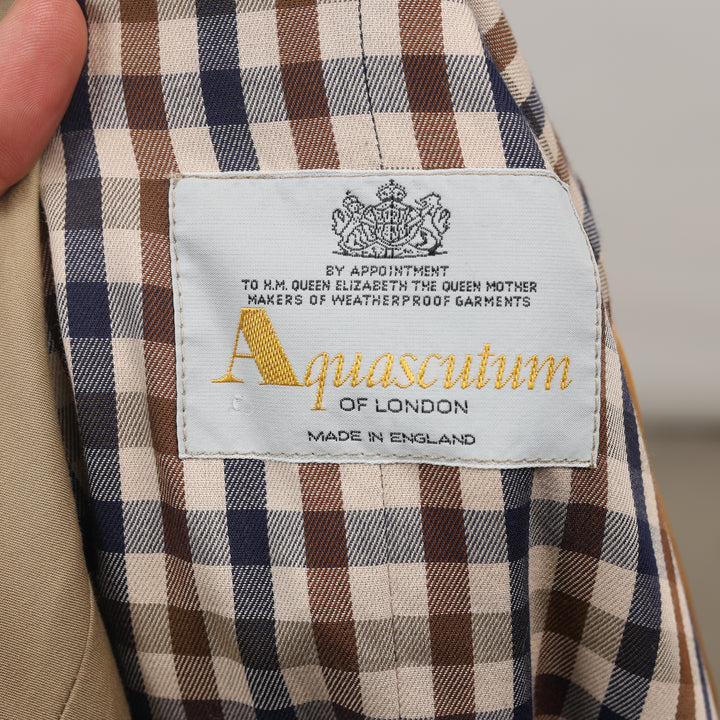 BY APPOINTMENT
TO H.M. QUEEN ELIZABETH THE QUEEN MOTHER
MAKERS OF WEATHERPROOF GARMENTS
Aquascutum
OF LONDON
MADE IN ENGLAND